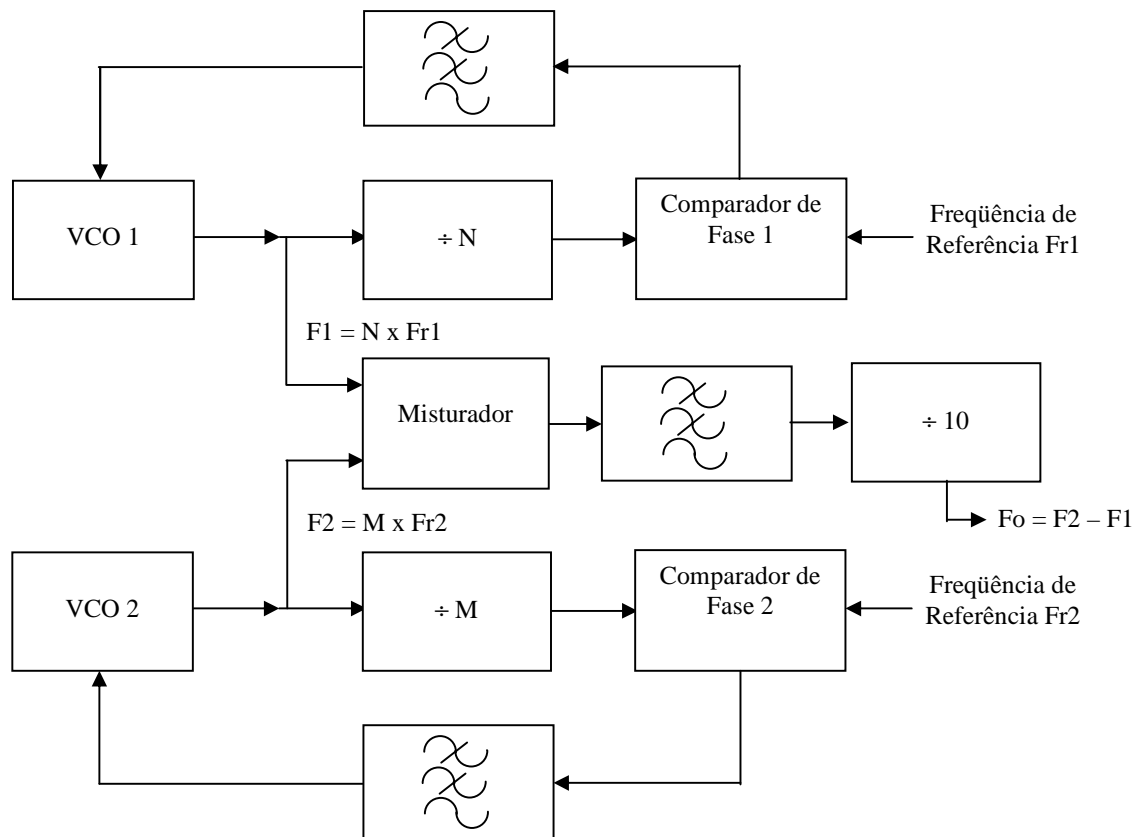 VCO 1
÷ N
Comparador de
Fase 1
Freqüência de
Referência Fr1
F1 = N x Fr1
Misturador
÷ 10
F2 = M x Fr2
Fo = F2 – F1
VCO 2
÷ M
Comparador de
Fase 2
Freqüência de
Referência Fr2